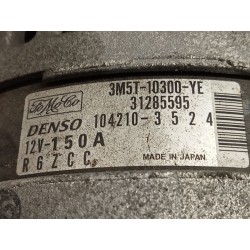 FoMoCo
3M5T-10300-YE
31285595
DENSO 104210-3524
12V-150A
R6ZCC MADE IN JAPAN